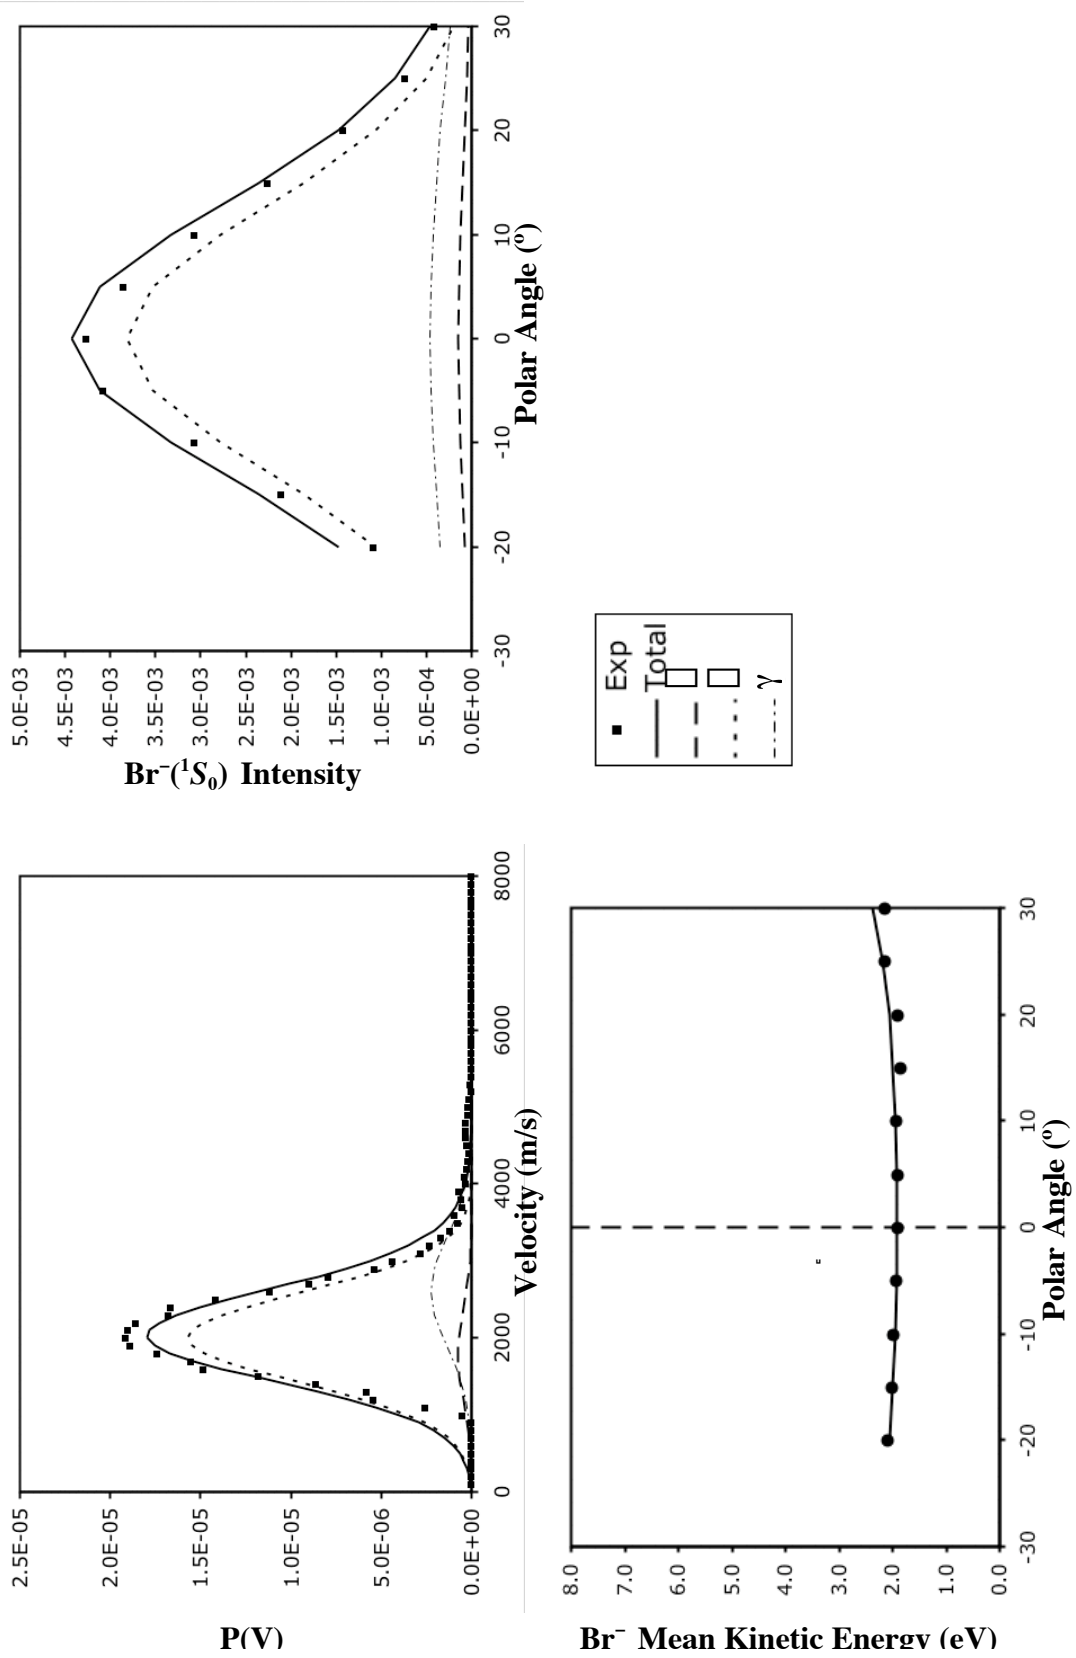 5.0E-03
4.5E-03
4.0E-03
3.5E-03
3.0E-03
2.5E-03
2.0E-03
1.5E-03
1.0E-03
5.0E-04
0.0E+00
-30
-20
-10
0
10
20
30
Polar Angle (º)
Br⁻(¹S₀) Intensity
Exp
Total
γ
2.5E-05
2.0E-05
1.5E-05
1.0E-05
5.0E-06
0.0E+00
0
2000
4000
6000
8000
Velocity (m/s)
P(V)
8.0
7.0
6.0
5.0
4.0
3.0
2.0
1.0
0.0
-30
-20
-10
0
10
20
30
Polar Angle (º)
Br⁻ Mean Kinetic Energy (eV)